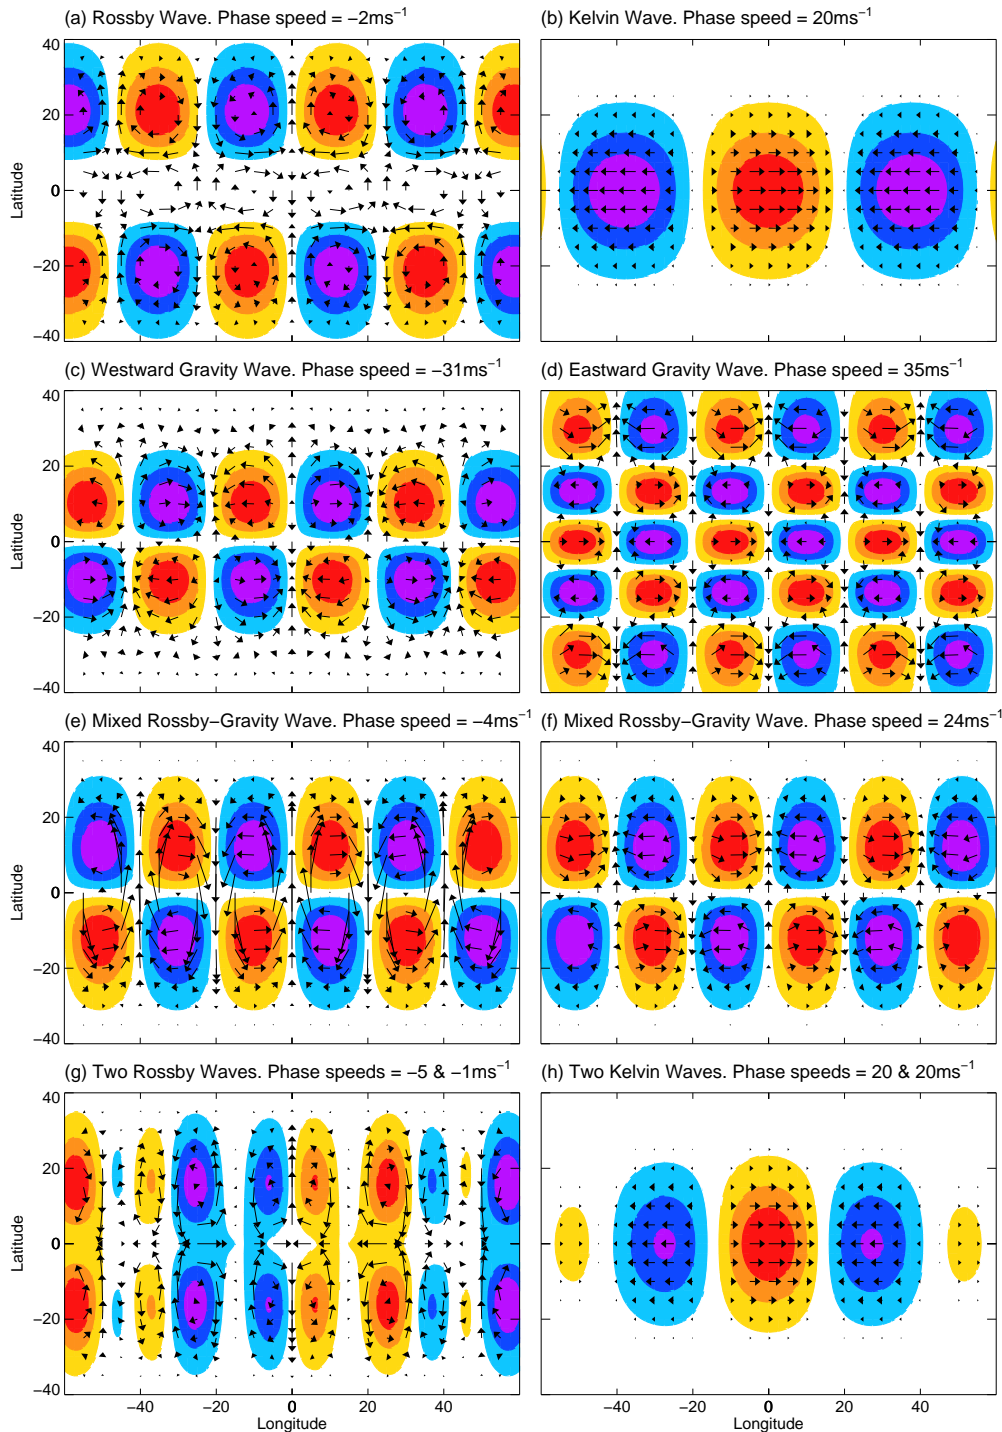 (a) Rossby Wave. Phase speed = −2ms⁻¹
(b) Kelvin Wave. Phase speed = 20ms⁻¹
40
20
0
−20
−40
Latitude
(c) Westward Gravity Wave. Phase speed = −31ms⁻¹
(d) Eastward Gravity Wave. Phase speed = 35ms⁻¹
40
20
0
−20
−40
Latitude
(e) Mixed Rossby−Gravity Wave. Phase speed = −4ms⁻¹
(f) Mixed Rossby−Gravity Wave. Phase speed = 24ms⁻¹
40
20
0
−20
−40
Latitude
(g) Two Rossby Waves. Phase speeds = −5 & −1ms⁻¹
(h) Two Kelvin Waves. Phase speeds = 20 & 20ms⁻¹
40
20
0
−20
−40
Latitude
−40 −20 0 20 40
Longitude
−40 −20 0 20 40
Longitude